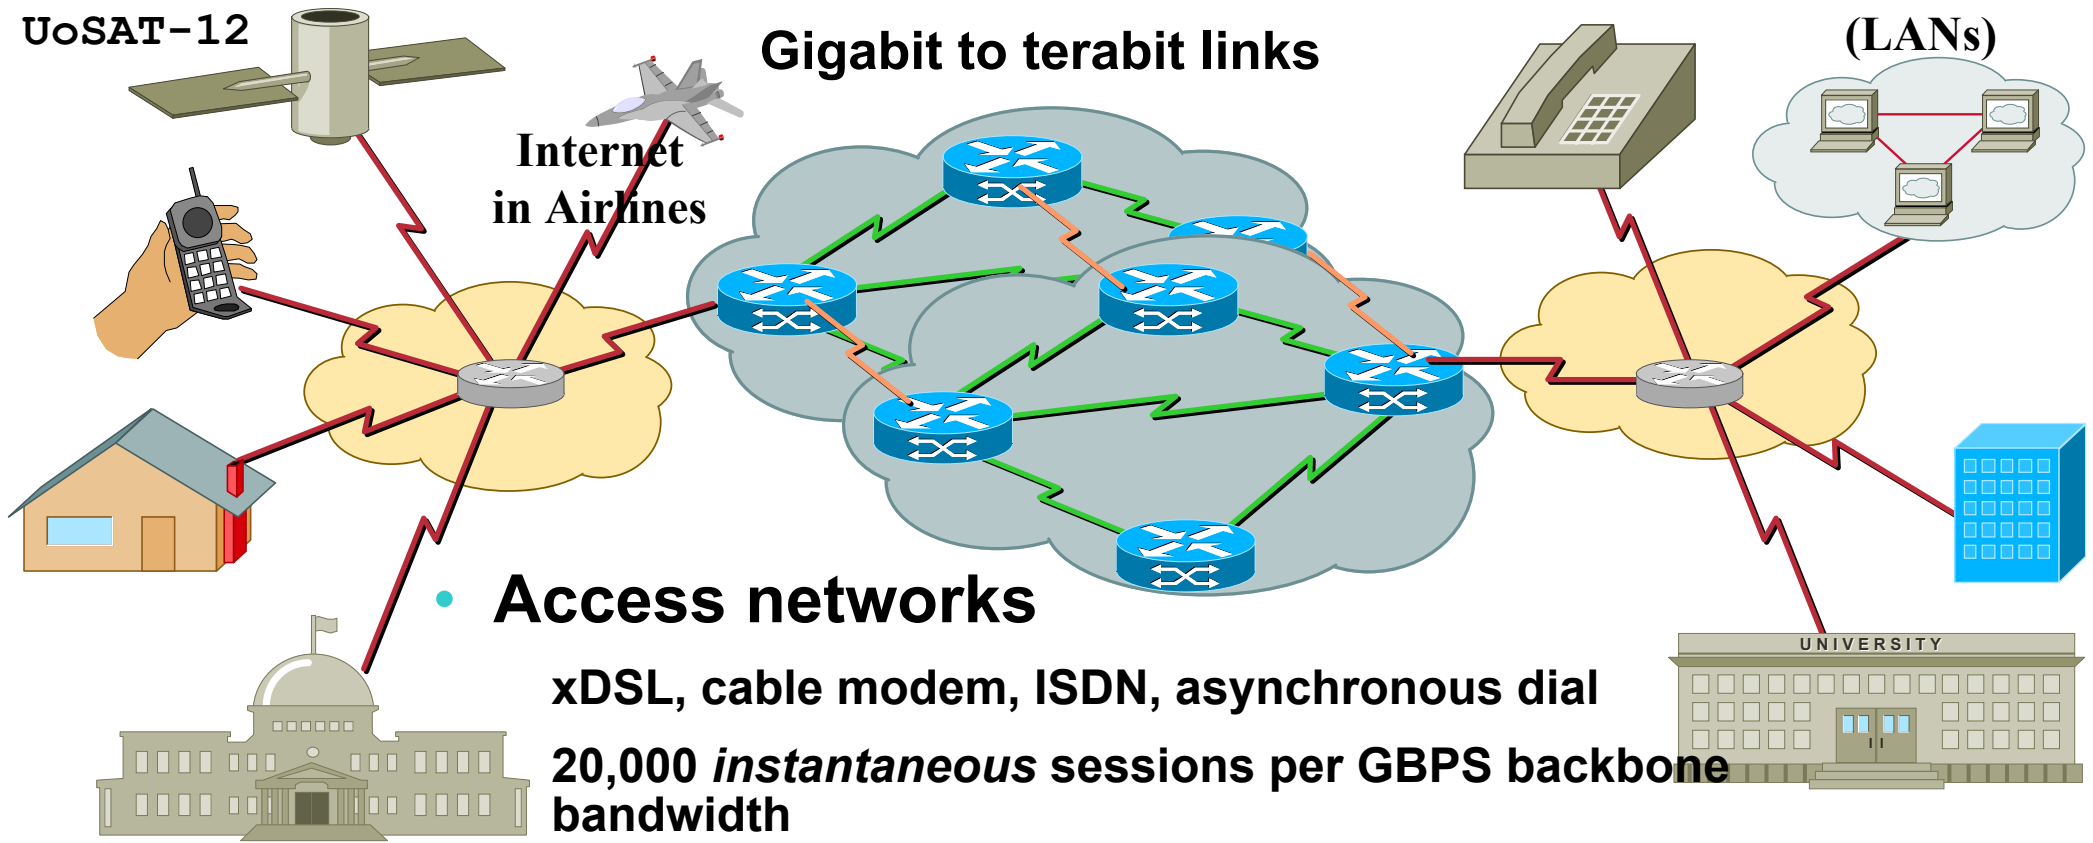 UoSAT-12
Gigabit to terabit links
(LANs)
Internet
in Airlines
• Access networks
xDSL, cable modem, ISDN, asynchronous dial
20,000 instantaneous sessions per GBPS backbone
bandwidth
UNIVERSITY